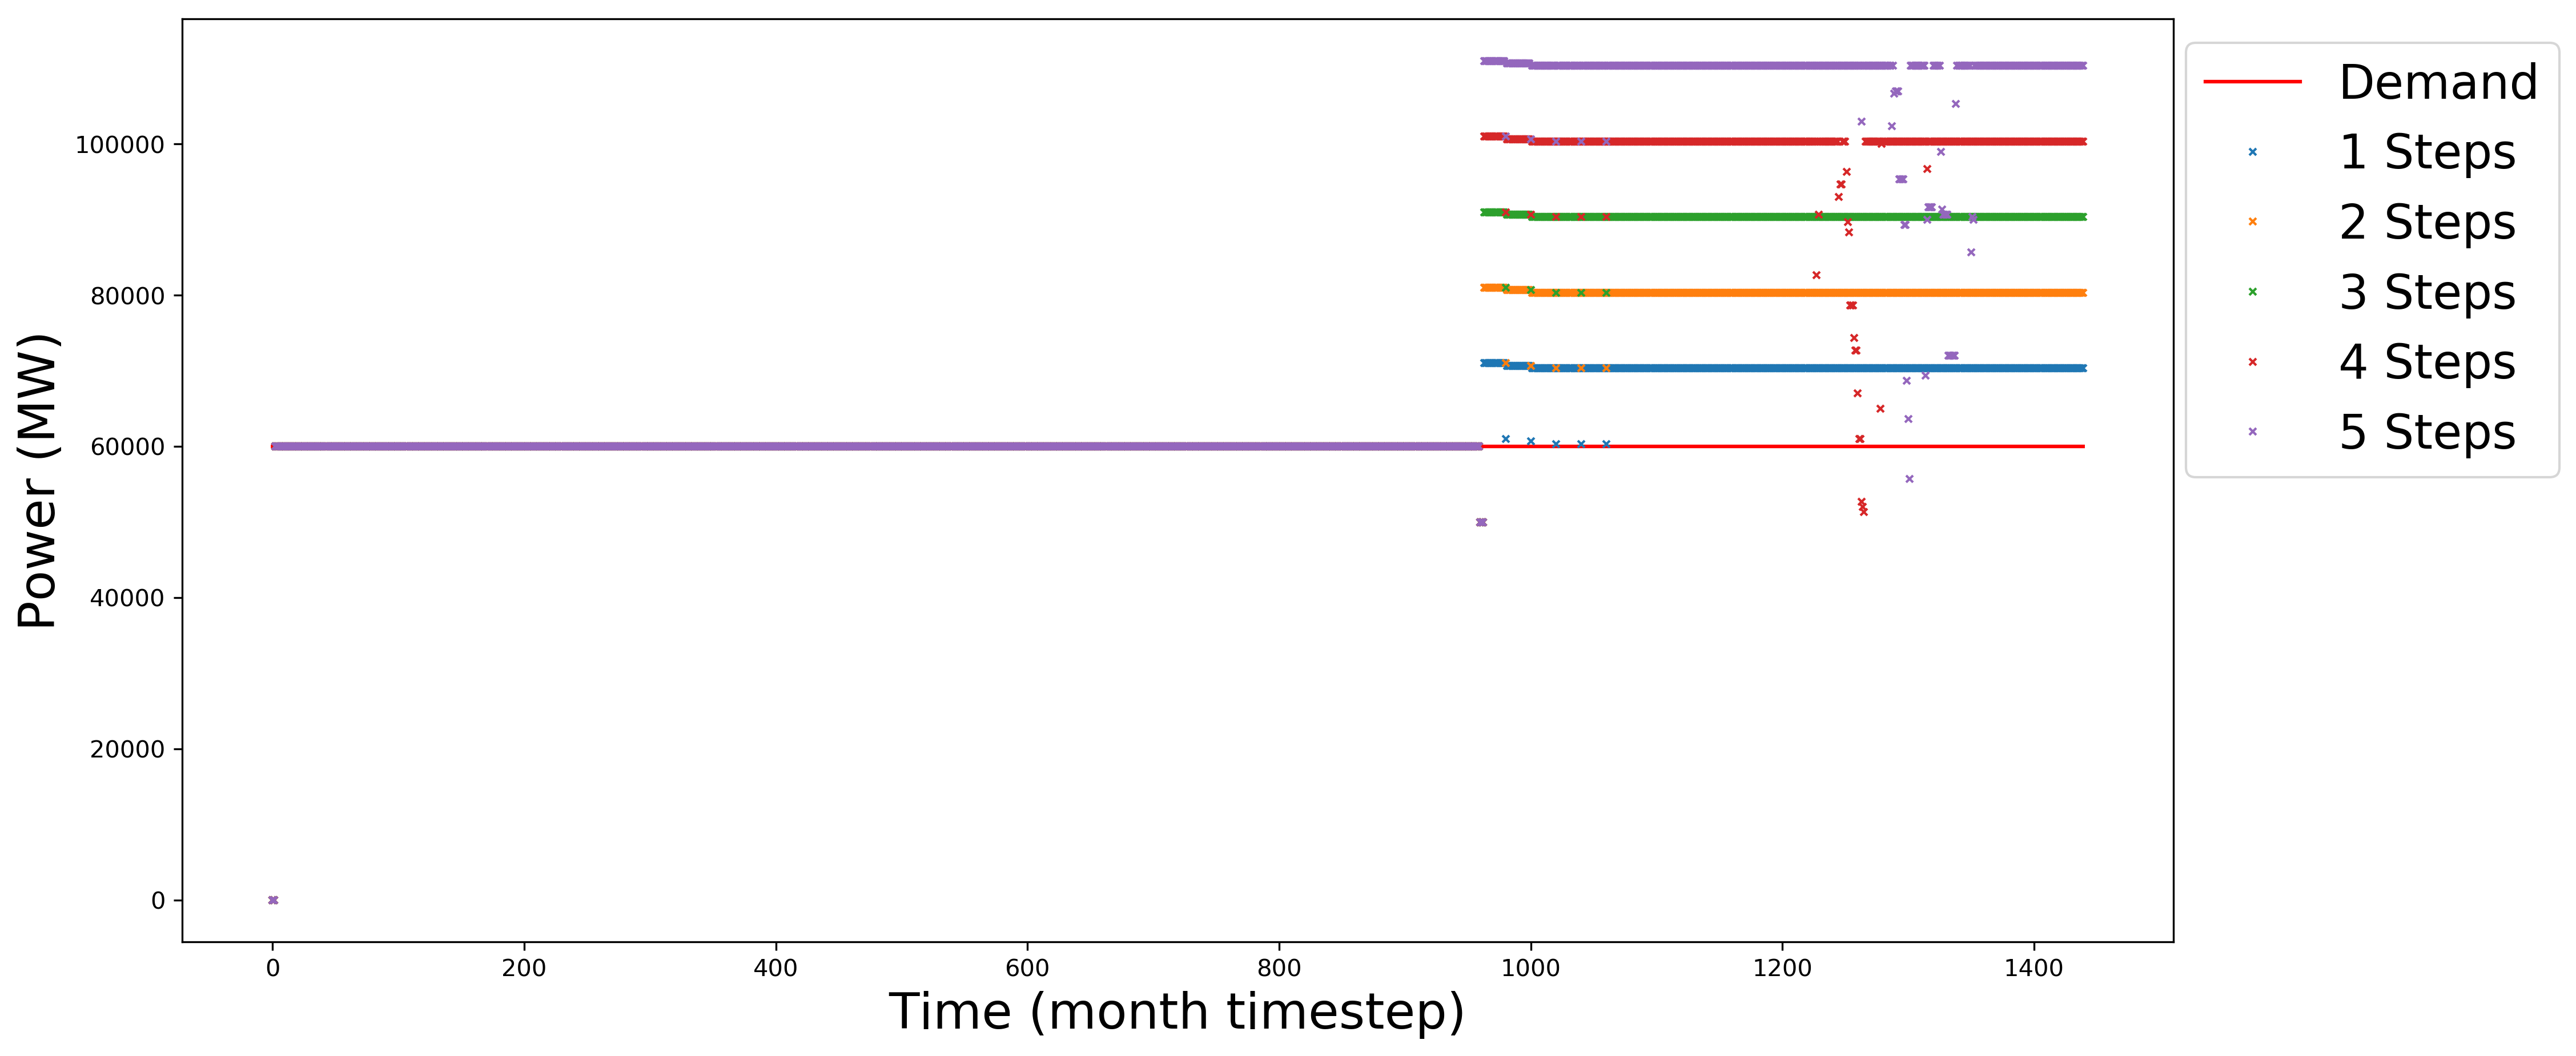 Power (MW)
100000
80000
60000
40000
20000
0
0 200 400 600 800 1000 1200 1400
Time (month timestep)
Demand
1 Steps
2 Steps
3 Steps
4 Steps
5 Steps